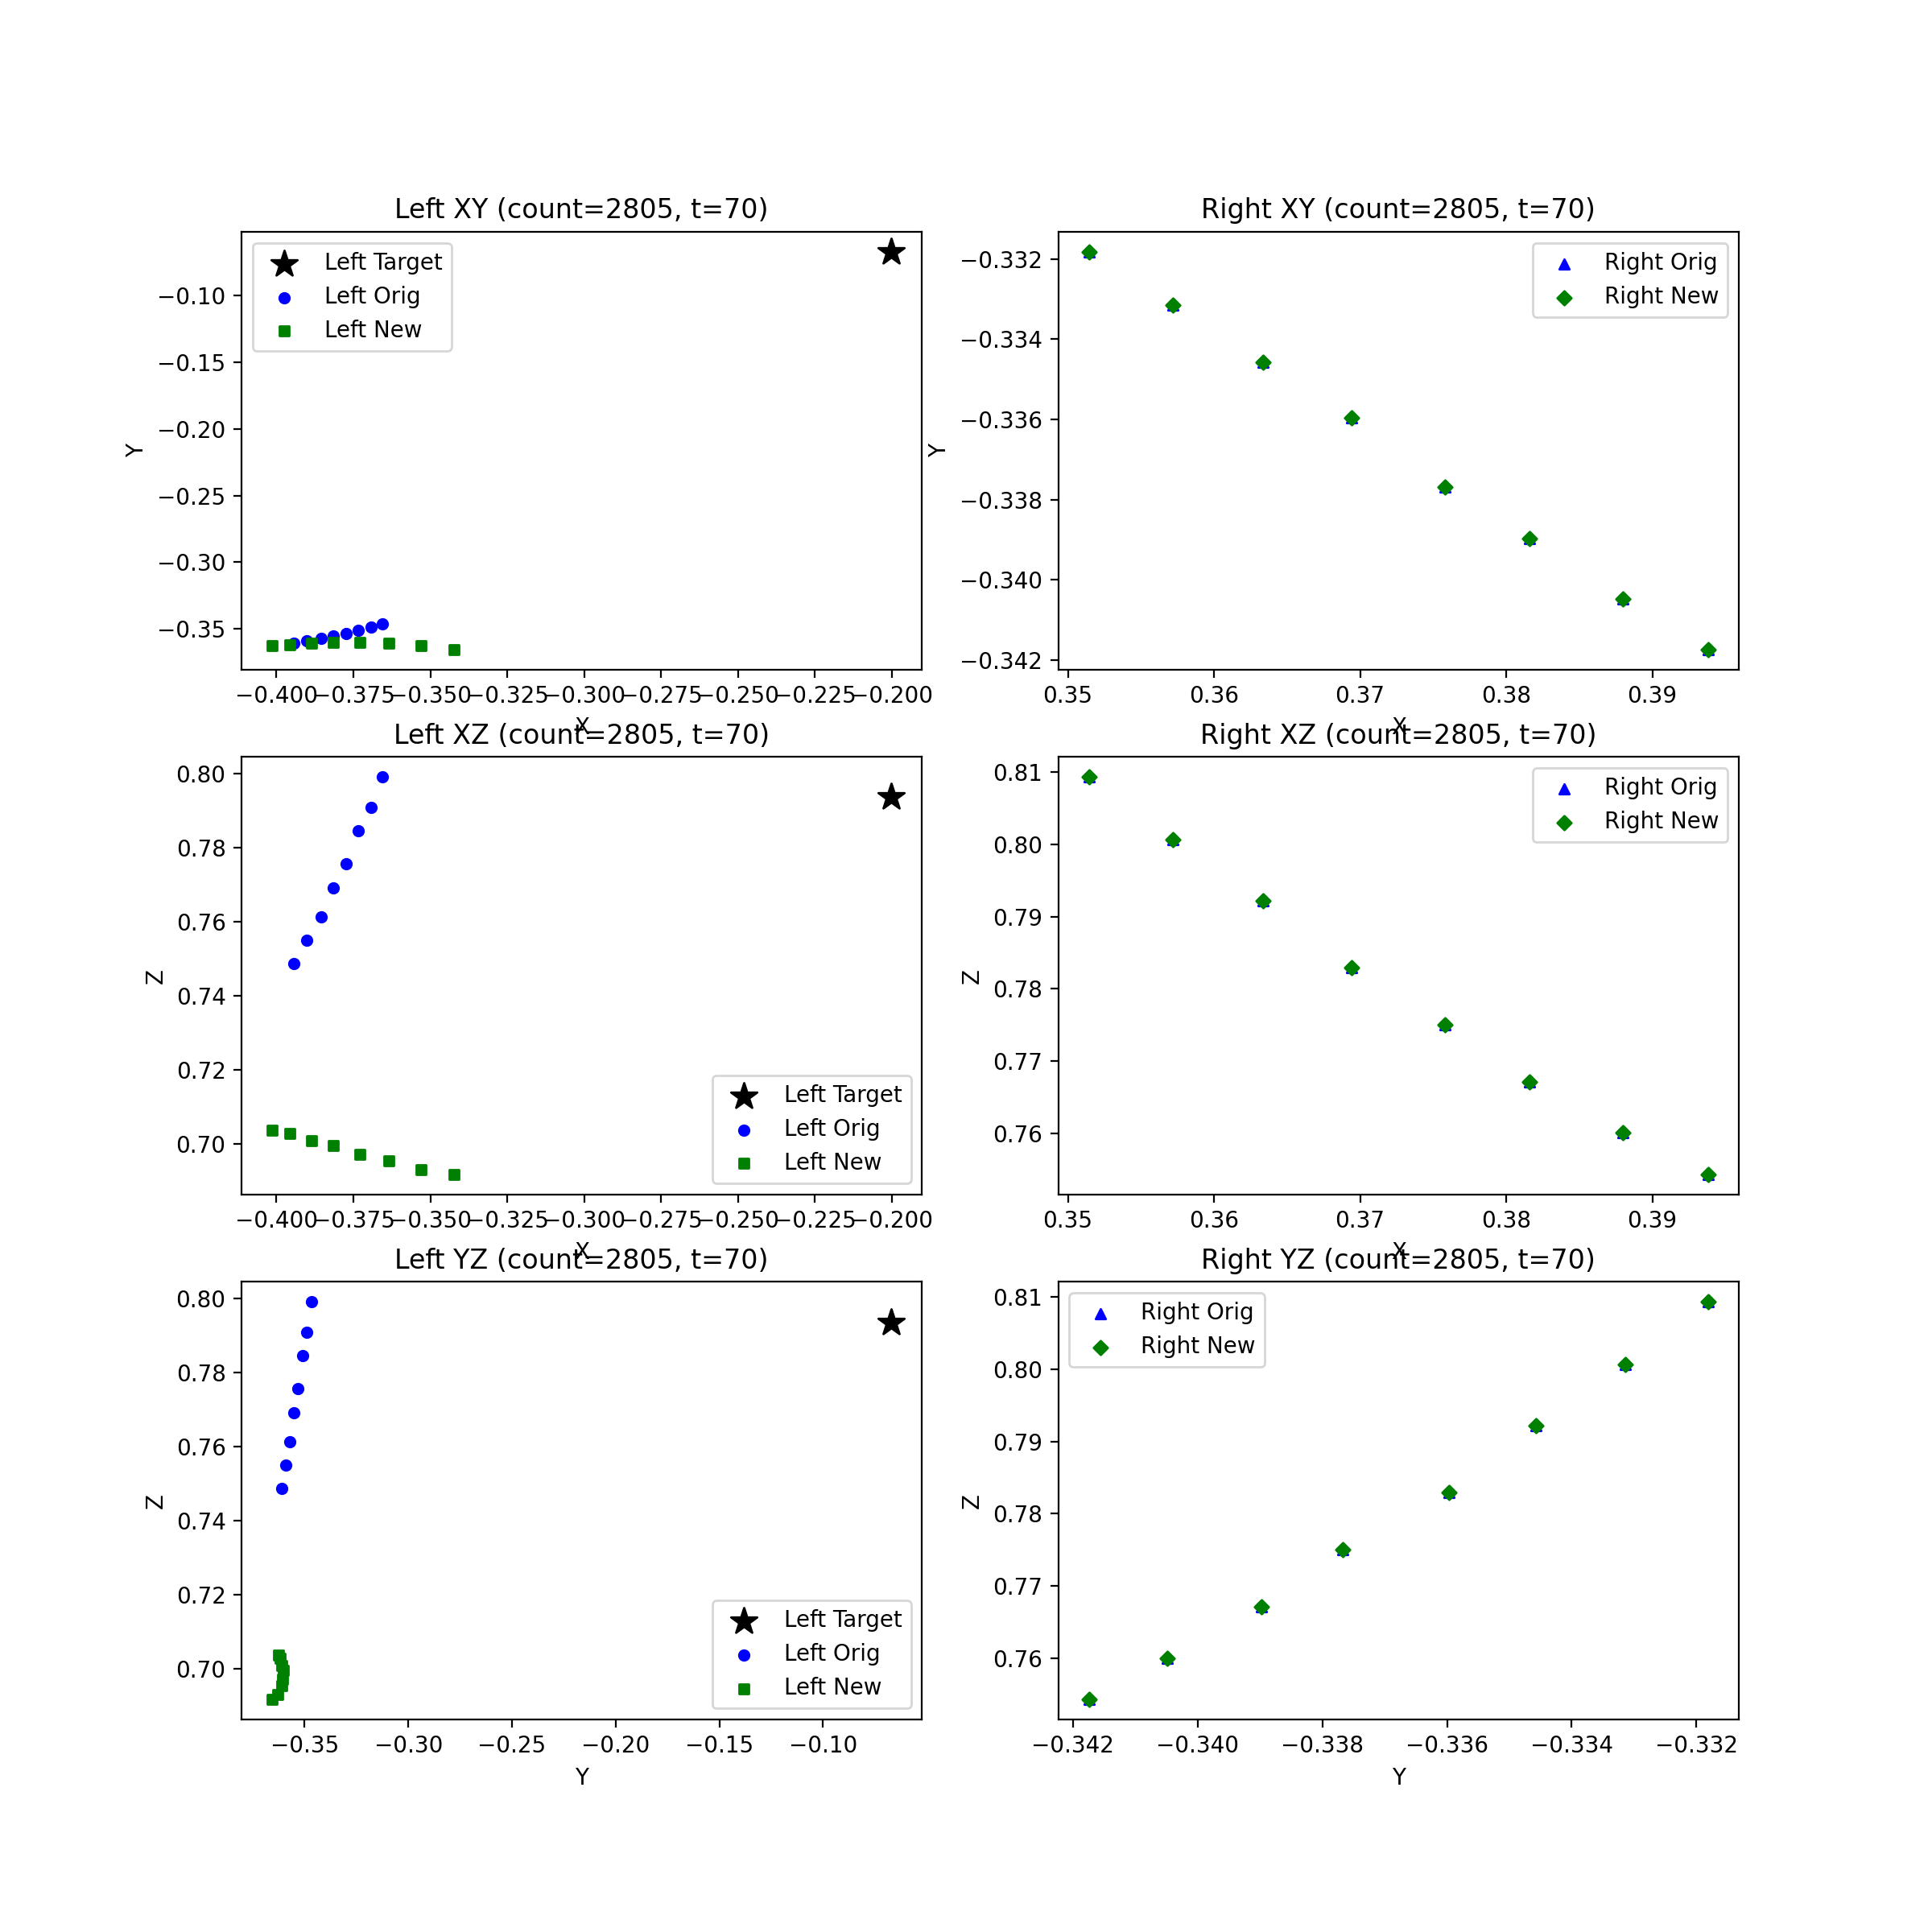 Left XY (count=2805, t=70)
Left Target
Left Orig
Left New
Y
−0.10
−0.15
−0.20
−0.25
−0.30
−0.35
−0.400
−0.375
−0.350
−0.325
−0.300
−0.275
−0.250
−0.225
−0.200
X
Right XY (count=2805, t=70)
Right Orig
Right New
Y
−0.332
−0.334
−0.336
−0.338
−0.340
−0.342
0.35
0.36
0.37
0.38
0.39
X
Left XZ (count=2805, t=70)
Z
0.80
0.78
0.76
0.74
0.72
0.70
Left Target
Left Orig
Left New
−0.400
−0.375
−0.350
−0.325
−0.300
−0.275
−0.250
−0.225
−0.200
X
Right XZ (count=2805, t=70)
Right Orig
Right New
Z
0.81
0.80
0.79
0.78
0.77
0.76
0.35
0.36
0.37
0.38
0.39
X
Left YZ (count=2805, t=70)
Z
0.80
0.78
0.76
0.74
0.72
0.70
Left Target
Left Orig
Left New
−0.35
−0.30
−0.25
−0.20
−0.15
−0.10
Y
Right YZ (count=2805, t=70)
Right Orig
Right New
Z
0.81
0.80
0.79
0.78
0.77
0.76
−0.342
−0.340
−0.338
−0.336
−0.334
−0.332
Y